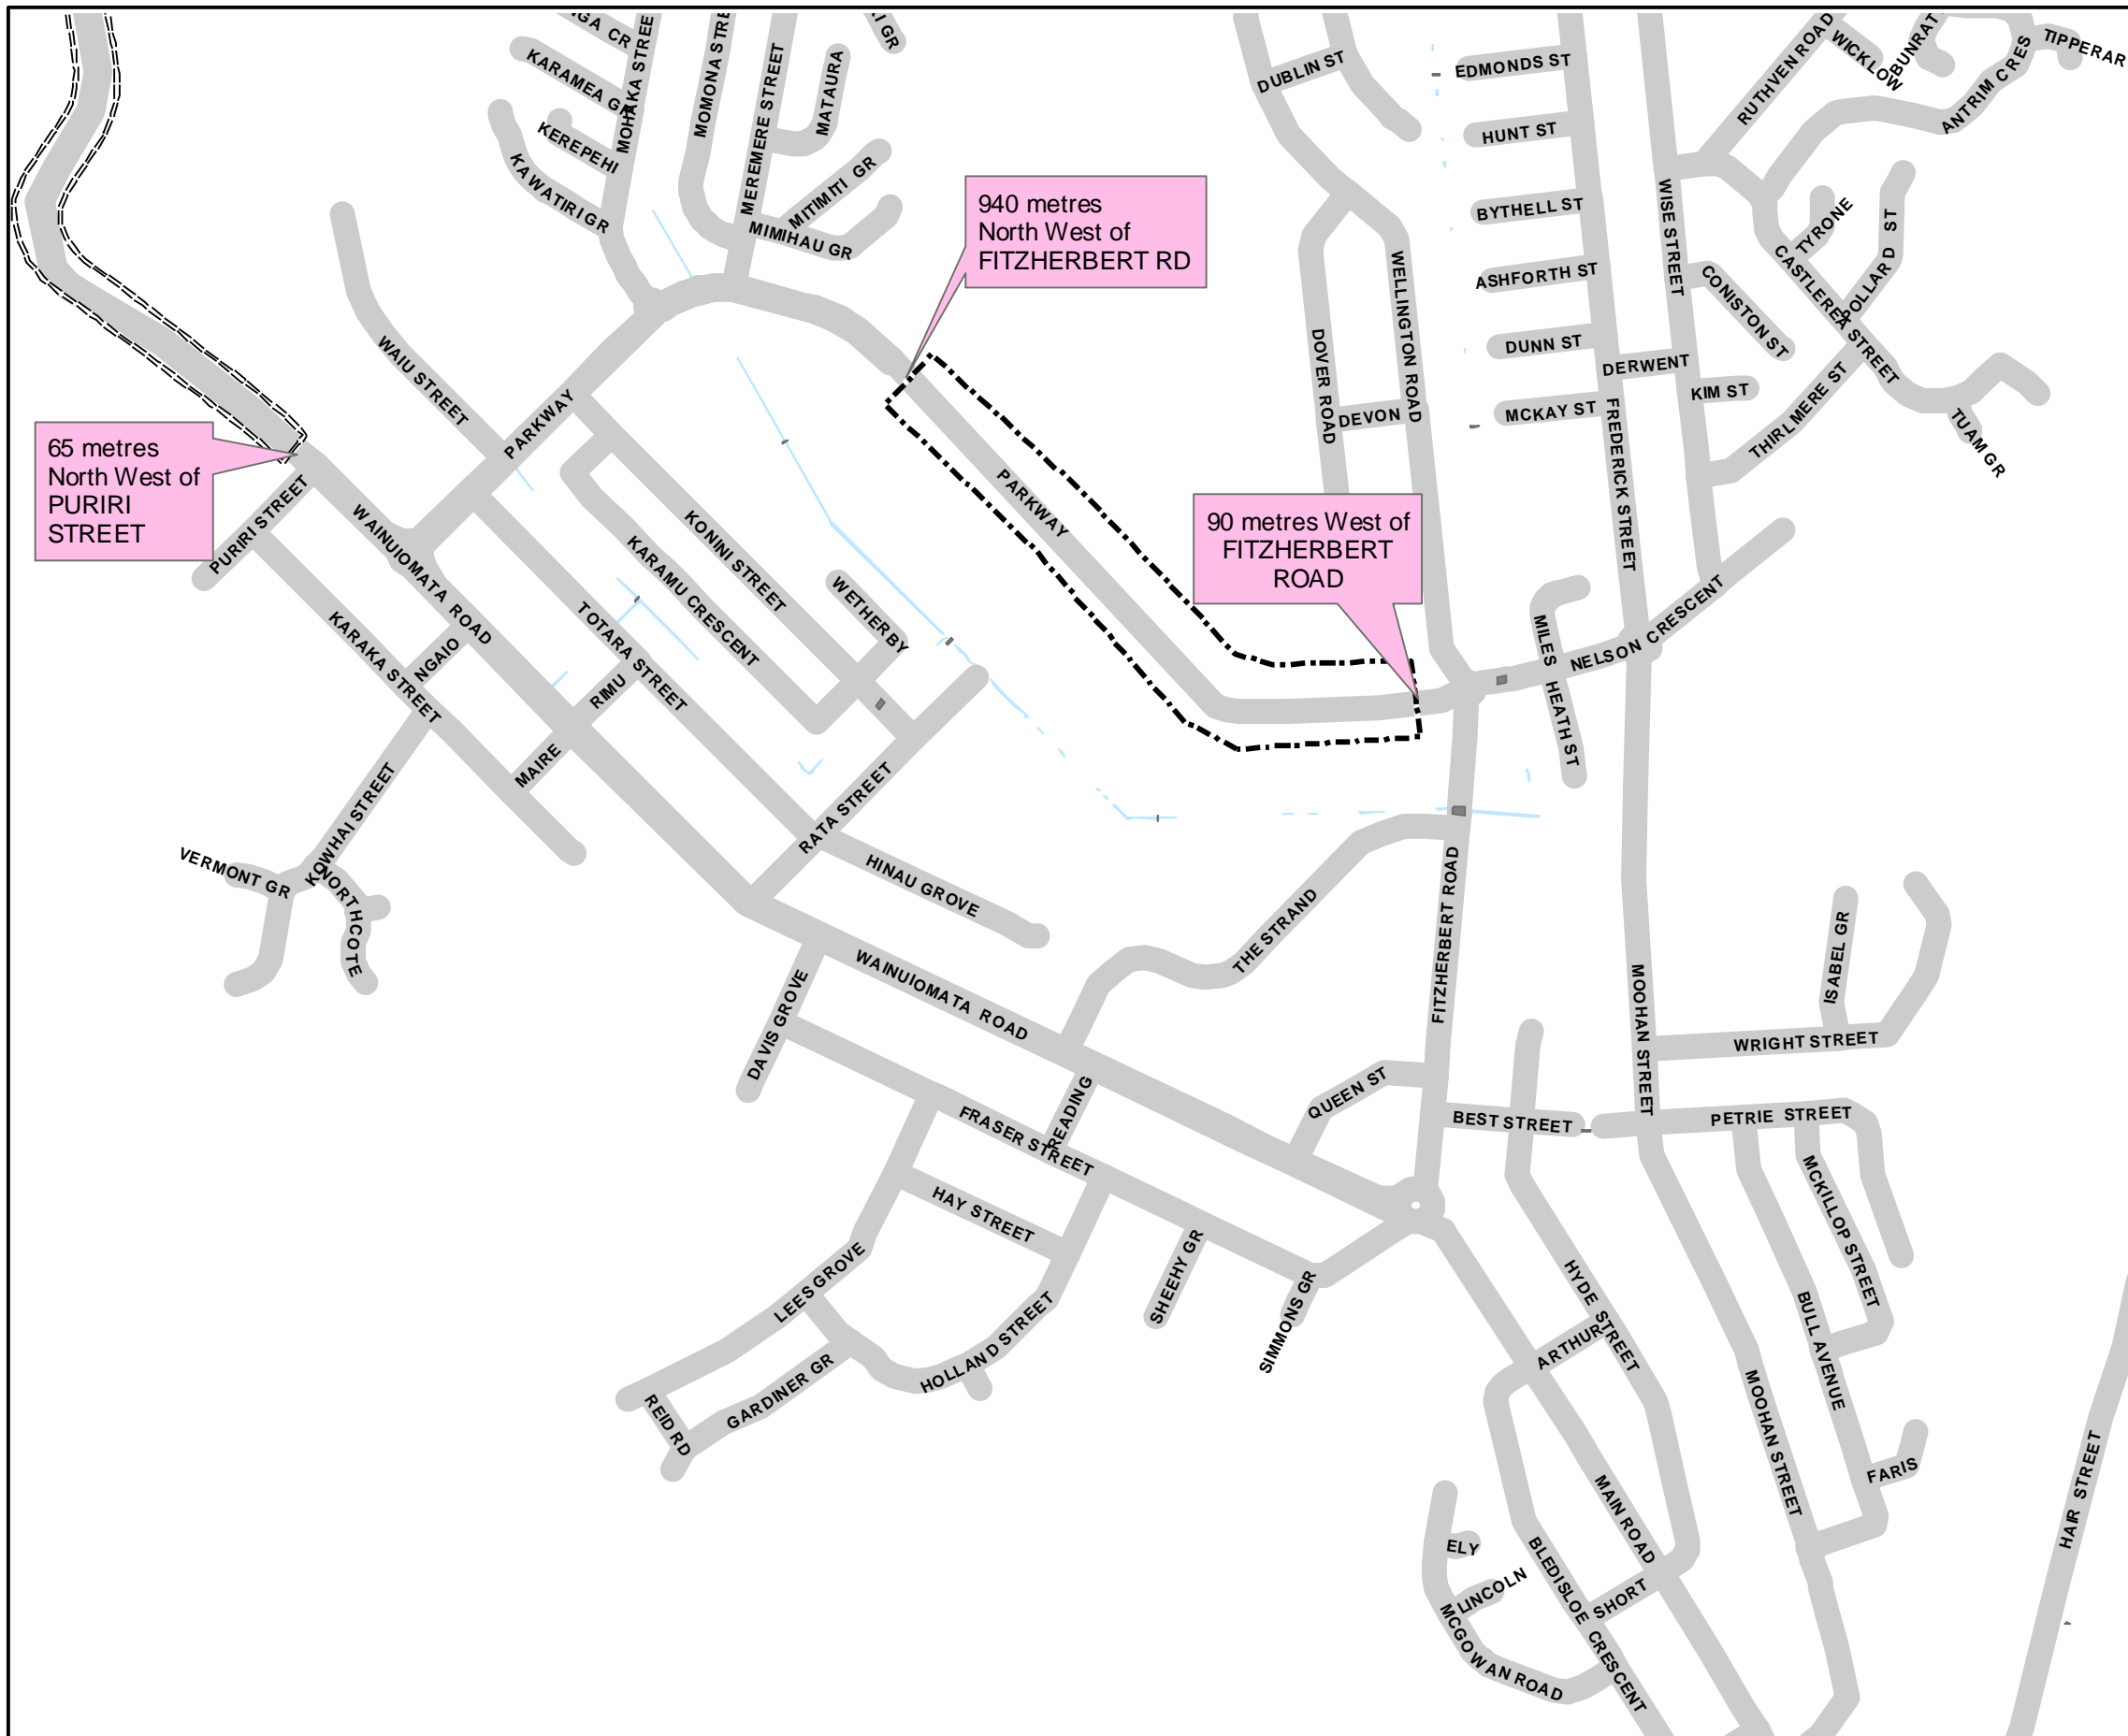 KARAMEA GR
KEREPEHI
KAWATIRI GR
MEREMERE STREET
MATAURA
MITIMITI GR
MIMIHAU GR
DUBLIN ST
EDMONDS ST
HUNT ST
BYTHELL ST
ASHFORTH ST
DUNN ST
MCKAY ST
RUTHVEN ROAD
WICKLOW
ANTRIM CRES
TYRONE
CASTLEREA STREET
POLLARD ST
CONISTON ST
WISE STREET
DERWENT
KIM ST
THIRLMERE ST
TUAM GR
FREDERICK STREET
WELLINGTON ROAD
DOVER ROAD
DEVON
940 metres
North West of
FITZHERBERT RD
65 metres
North West of
PURIRI
STREET
90 metres West of
FITZHERBERT
ROAD
WAIU STREET
PARKWAY
PARKWAY
PURIRI STREET
WAINUIOMATA ROAD
KONINI STREET
KARAMU CRESCENT
WETHERBY
TOTARA STREET
KARAKA STREET
NGAIO
RIMU
MAIRE
RATA STREET
HINAU GROVE
KOWHAI STREET
VERMONT GR
NORTHCOTE
MILES HEATH ST
NELSON CRESCENT
THE STRAND
FITZHERBERT ROAD
MOOHAN STREET
ISABEL GR
WRIGHT STREET
WAINUIOMATA ROAD
DAVIS GROVE
FRASER STREET
READING
QUEEN ST
BEST STREET
PETRIE STREET
MCKILLOP STREET
BULL AVENUE
HAY STREET
LEES GROVE
HOLLAND STREET
GARDINER GR
REID RD
SHEEHY GR
SIMMONS GR
HYDE STREET
ARTHUR
MOOHAN STREET
MAIN ROAD
FARIS
HAIR STREET
ELY
LINCOLN
MCGOWAN ROAD
BLEDISLOE CRESCENT
SHORT